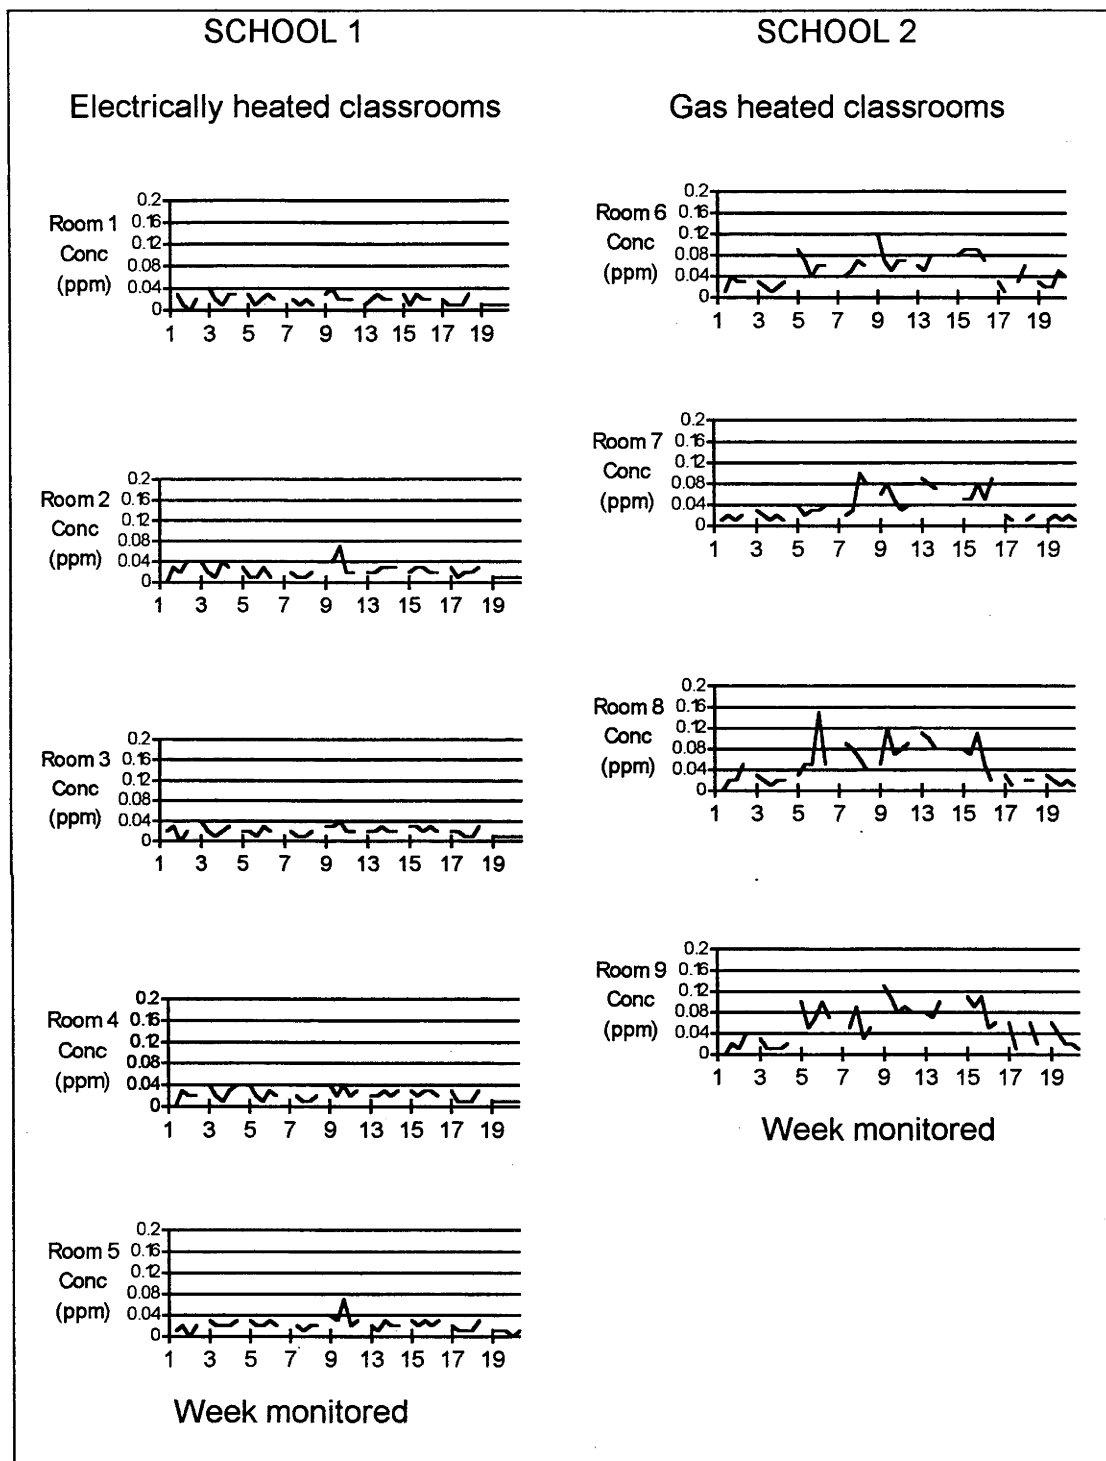 SCHOOL 1
Electrically heated classrooms
Room 1
Conc
(ppm)
0.2
0.16
0.12
0.08
0.04
0
1 3 5 7 9 13 15 17 19
Room 2
Conc
(ppm)
0.2
0.16
0.12
0.08
0.04
0
1 3 5 7 9 13 15 17 19
Room 3
Conc
(ppm)
0.2
0.16
0.12
0.08
0.04
0
1 3 5 7 9 13 15 17 19
Room 4
Conc
(ppm)
0.2
0.16
0.12
0.08
0.04
0
1 3 5 7 9 13 15 17 19
Room 5
Conc
(ppm)
0.2
0.16
0.12
0.08
0.04
0
1 3 5 7 9 13 15 17 19
Week monitored
SCHOOL 2
Gas heated classrooms
Room 6
Conc
(ppm)
0.2
0.16
0.12
0.08
0.04
0
1 3 5 7 9 13 15 17 19
Room 7
Conc
(ppm)
0.2
0.16
0.12
0.08
0.04
0
1 3 5 7 9 13 15 17 19
Room 8
Conc
(ppm)
0.2
0.16
0.12
0.08
0.04
0
1 3 5 7 9 13 15 17 19
Room 9
Conc
(ppm)
0.2
0.16
0.12
0.08
0.04
0
1 3 5 7 9 13 15 17 19
Week monitored